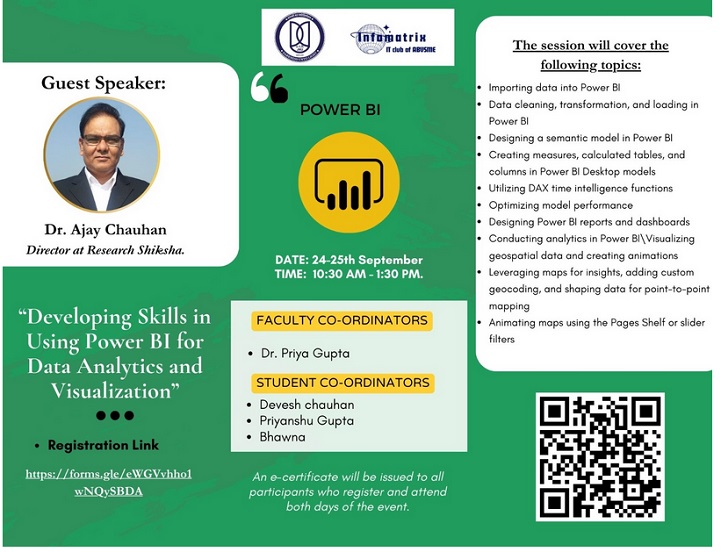 Infomatrix
IT club of ABVSME
Guest Speaker:
Dr. Ajay Chauhan
Director at Research Shiksha.
"Developing Skills in
Using Power BI for
Data Analytics and
Visualization"
• Registration Link
https://forms.gle/eWGVvhho1
wNQySBDA
POWER BI
DATE: 24-25th September
TIME: 10:30 AM - 1:30 PM.
FACULTY CO-ORDINATORS
• Dr. Priya Gupta
STUDENT CO-ORDINATORS
• Devesh chauhan
• Priyanshu Gupta
• Bhawna
An e-certificate will be issued to all
participants who register and attend
both days of the event.
The session will cover the
following topics:
• Importing data into Power BI
• Data cleaning, transformation, and loading in
Power BI
• Designing a semantic model in Power BI
• Creating measures, calculated tables, and
columns in Power BI Desktop models
• Utilizing DAX time intelligence functions
• Optimizing model performance
• Designing Power BI reports and dashboards
• Conducting analytics in Power BI\Visualizing
geospatial data and creating animations
• Leveraging maps for insights, adding custom
geocoding, and shaping data for point-to-point
mapping
• Animating maps using the Pages Shelf or slider
filters